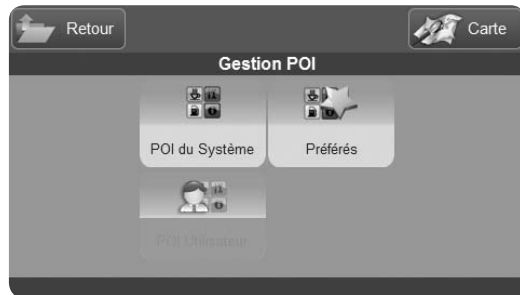 Retour
Carte
Gestion POI
POI du Système
Préférés
POI Utilisateur